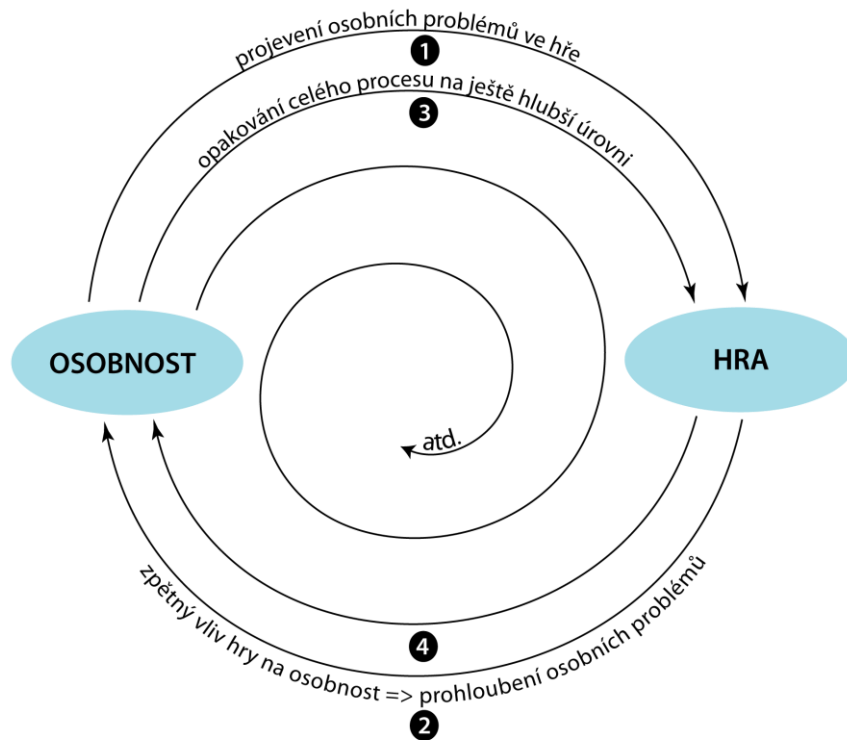 projevení osobních problémů ve hře
1
opakování celého procesu na ještě hlubší úrovni
3
OSOBNOST
HRA
atd.
4
zpětný vliv hry na osobnost => prohloubení osobních problémů
2